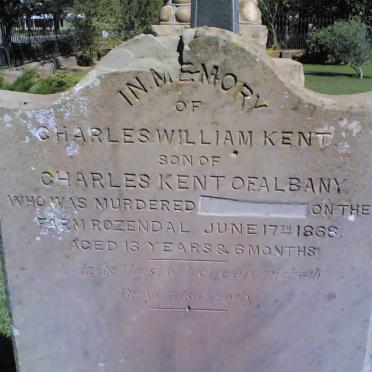 IN MEMORY
OF
CHARLES WILLIAM KENT
SON OF
CHARLES KENT OF ALBANY
WHO WAS MURDERED ON THE
FARM ROZENDAL JUNE 17TH 1868.
AGED 13 YEARS & 6 MONTHS
In the midst of life we are in death
Be ye also ready